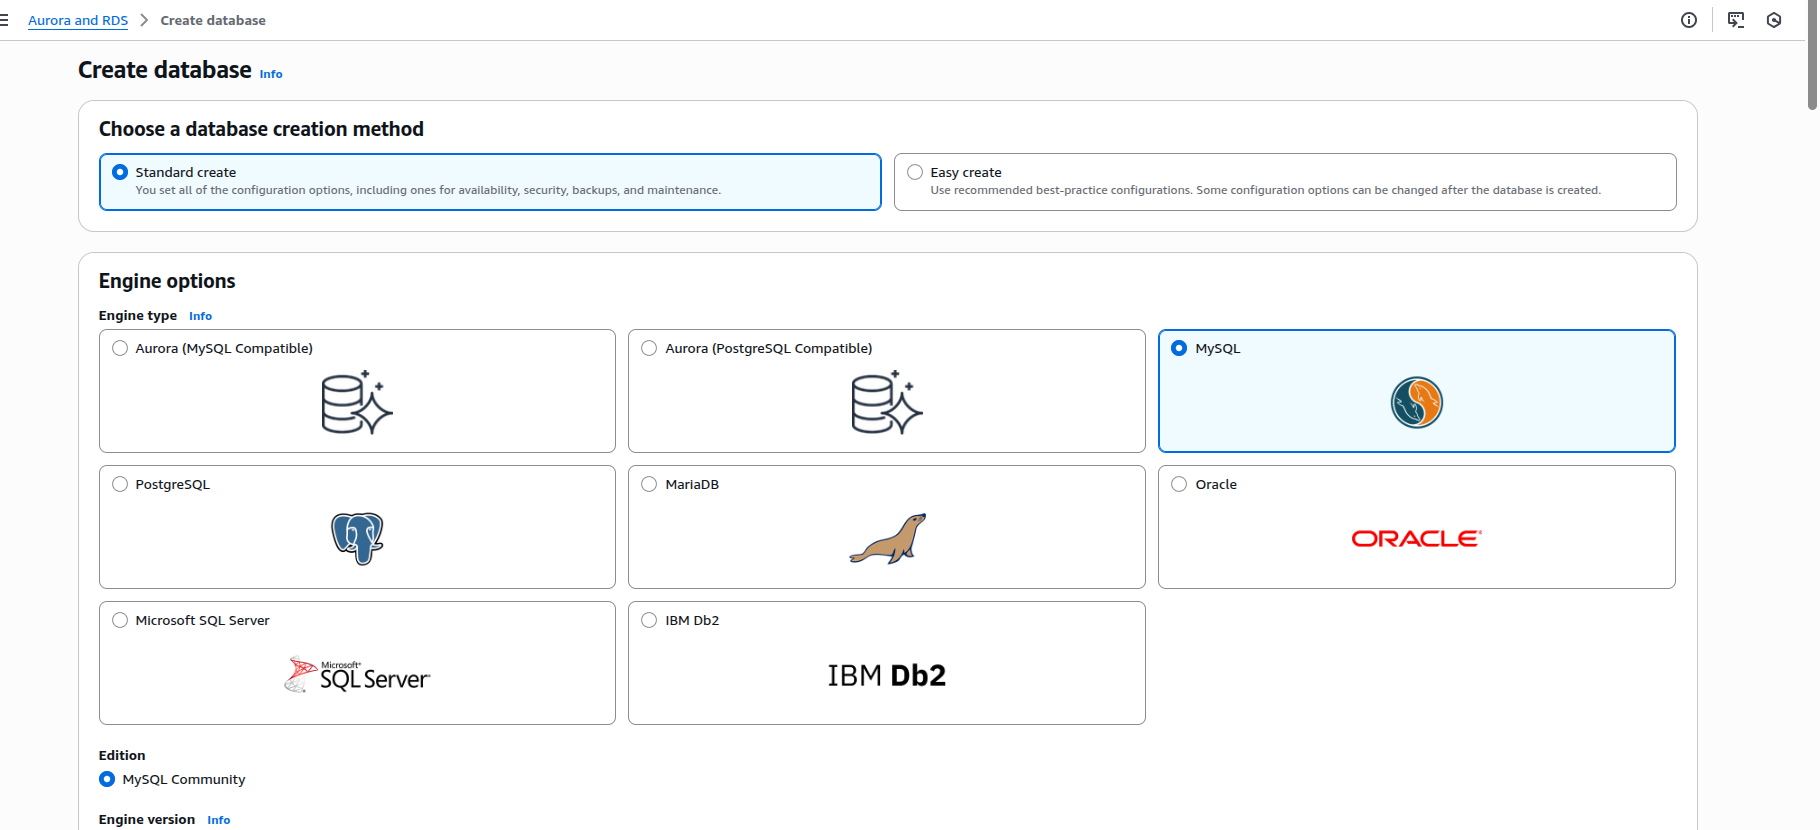 Aurora and RDS > Create database
Create database Info
Choose a database creation method
Standard create
You set all of the configuration options, including ones for availability, security, backups, and maintenance.
Easy create
Use recommended best-practice configurations. Some configuration options can be changed after the database is created.
Engine options
Engine type Info
Aurora (MySQL Compatible)
Aurora (PostgreSQL Compatible)
MySQL
PostgreSQL
MariaDB
Oracle
ORACLE
Microsoft SQL Server
Microsoft
SQL Server
IBM Db2
IBM Db2
Edition
MySQL Community
Engine version Info